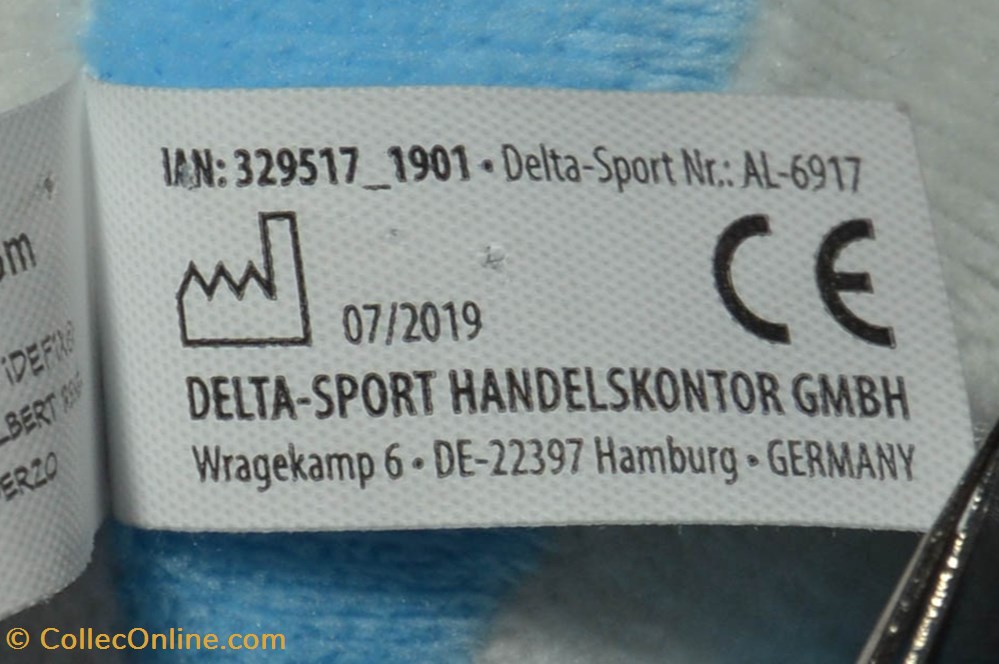 IAN: 329517_1901 • Delta-Sport Nr.: AL-6917
CE
07/2019
DELTA-SPORT HANDELSKONTOR GMBH
Wragekamp 6 • DE-22397 Hamburg • GERMANY
© CollecOnline.com